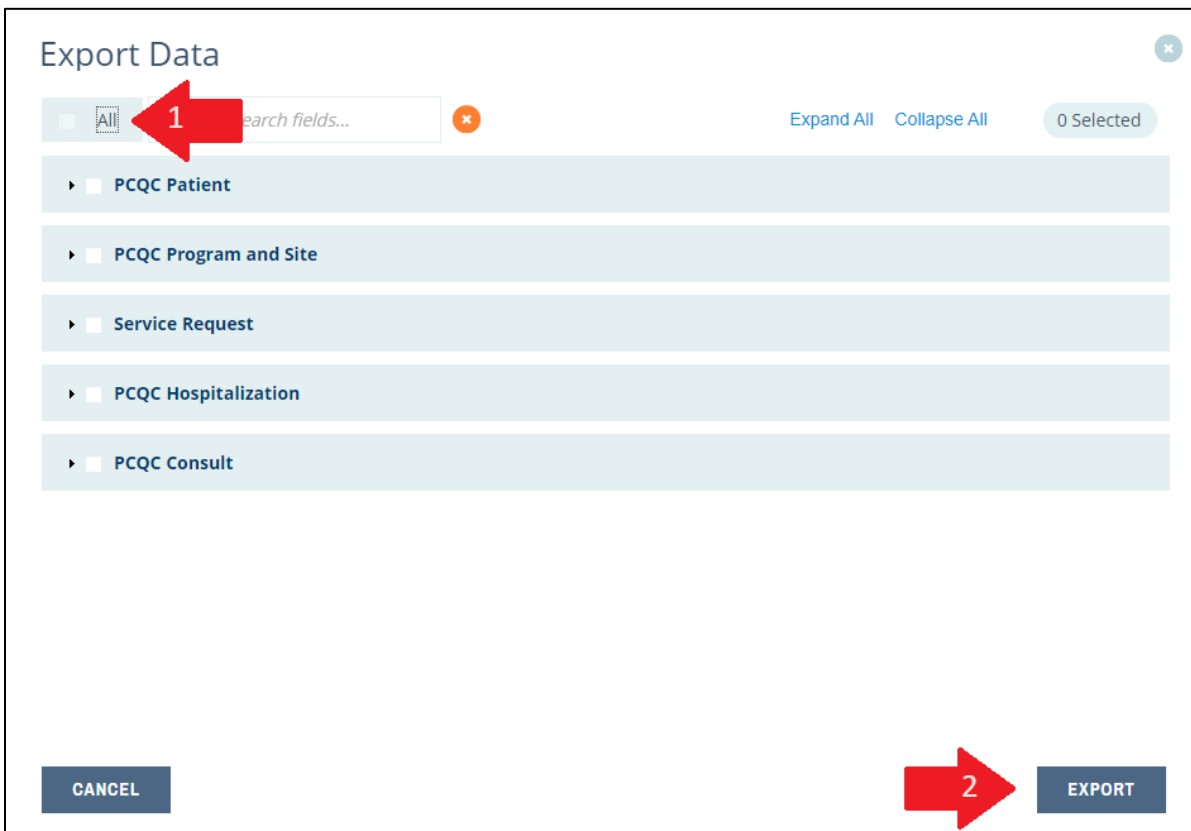 Export Data
All 1 earch fields... Expand All Collapse All 0 Selected
PCQC Patient
PCQC Program and Site
Service Request
PCQC Hospitalization
PCQC Consult
CANCEL 2 EXPORT